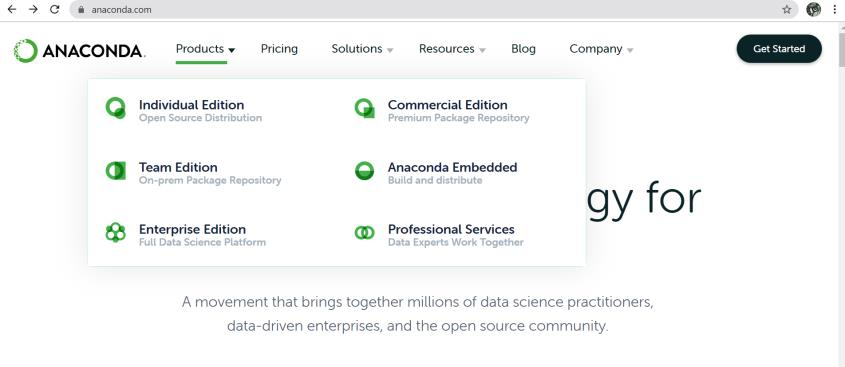 anaconda.com
ANACONDA.
Products Pricing Solutions Resources Blog Company Get Started
Individual Edition
Open Source Distribution
Commercial Edition
Premium Package Repository
Team Edition
On-prem Package Repository
Anaconda Embedded
Build and distribute
Enterprise Edition
Full Data Science Platform
Professional Services
Data Experts Work Together
gy for
A movement that brings together millions of data science practitioners,
data-driven enterprises, and the open source community.